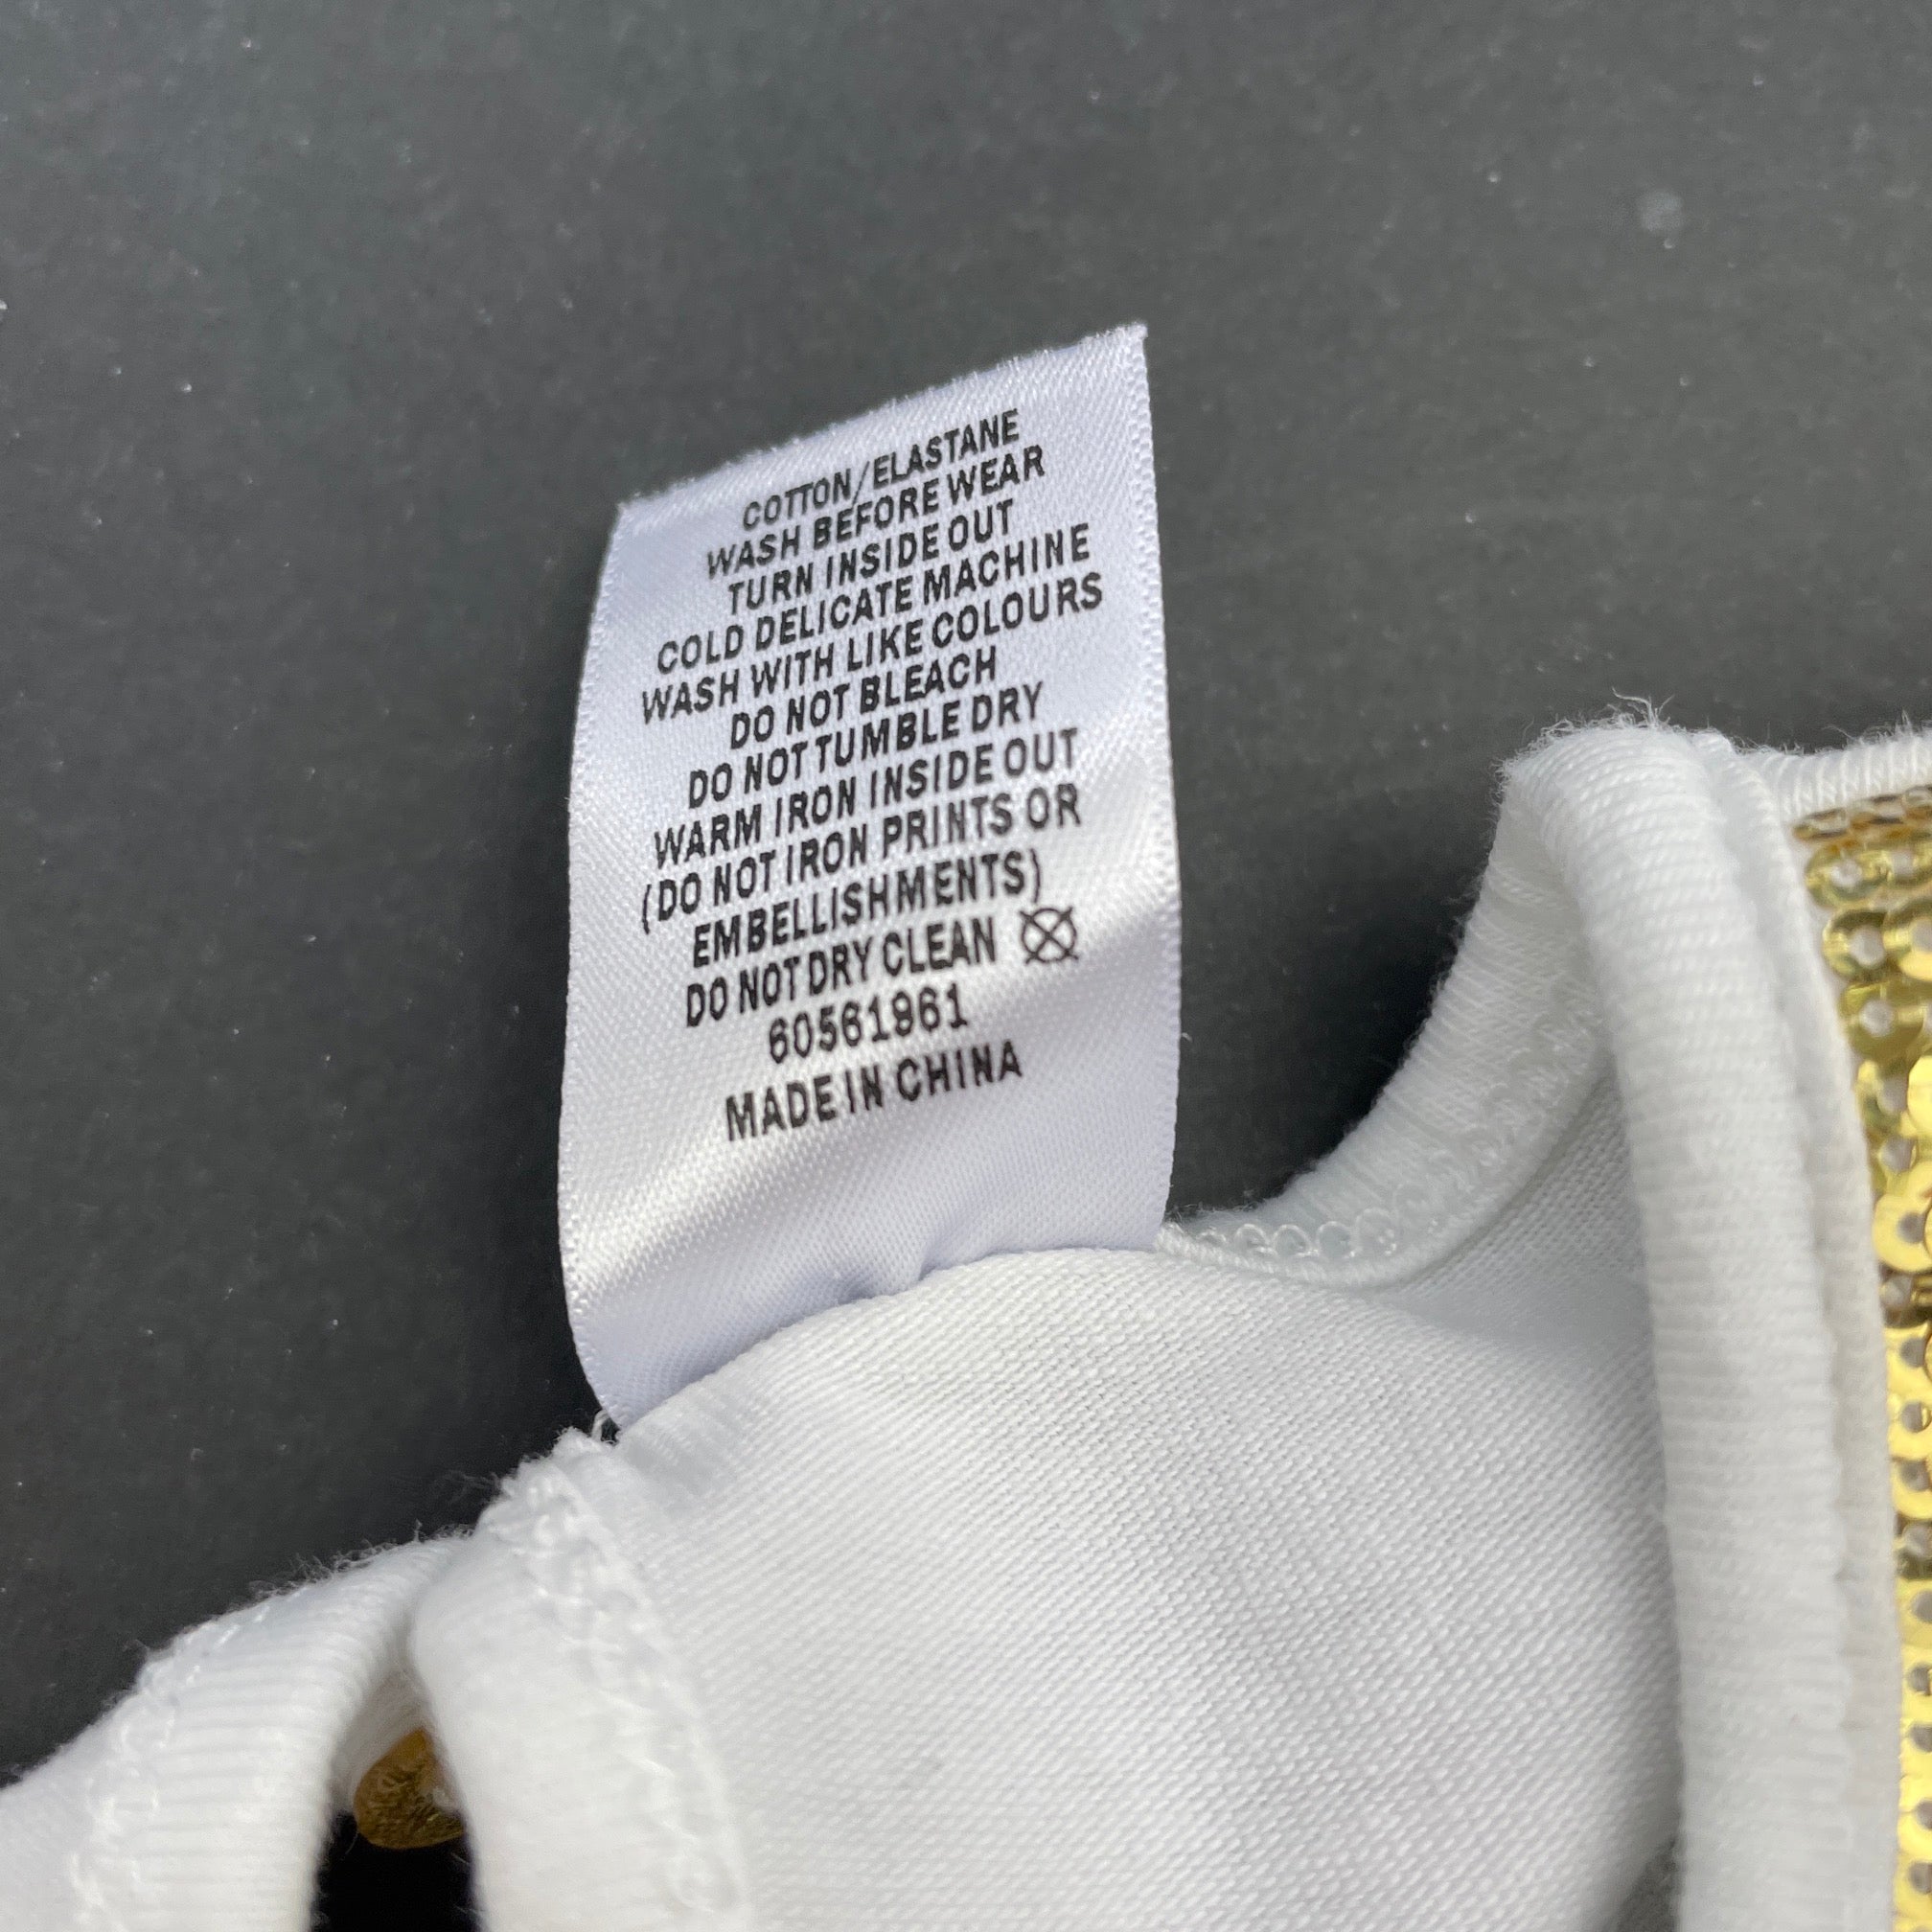 COTTON/ELASTANE
WASH BEFORE WEAR
TURN INSIDE OUT
COLD DELICATE MACHINE
WASH WITH LIKE COLOURS
DO NOT BLEACH
DO NOT TUMBLE DRY
WARM IRON INSIDE OUT
(DO NOT IRON PRINTS OR
EMBELLISHMENTS)
DO NOT DRY CLEAN
60561961
MADE IN CHINA